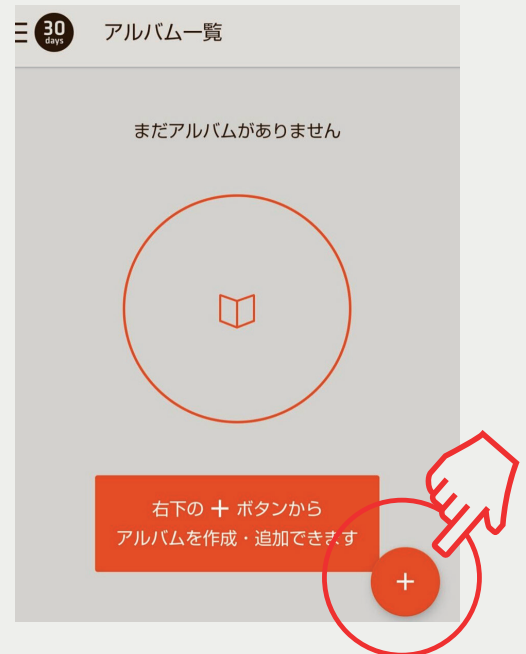 30
days
アルバム一覧
まだアルバムがありません
右下の + ボタンから
アルバムを作成・追加できます
+